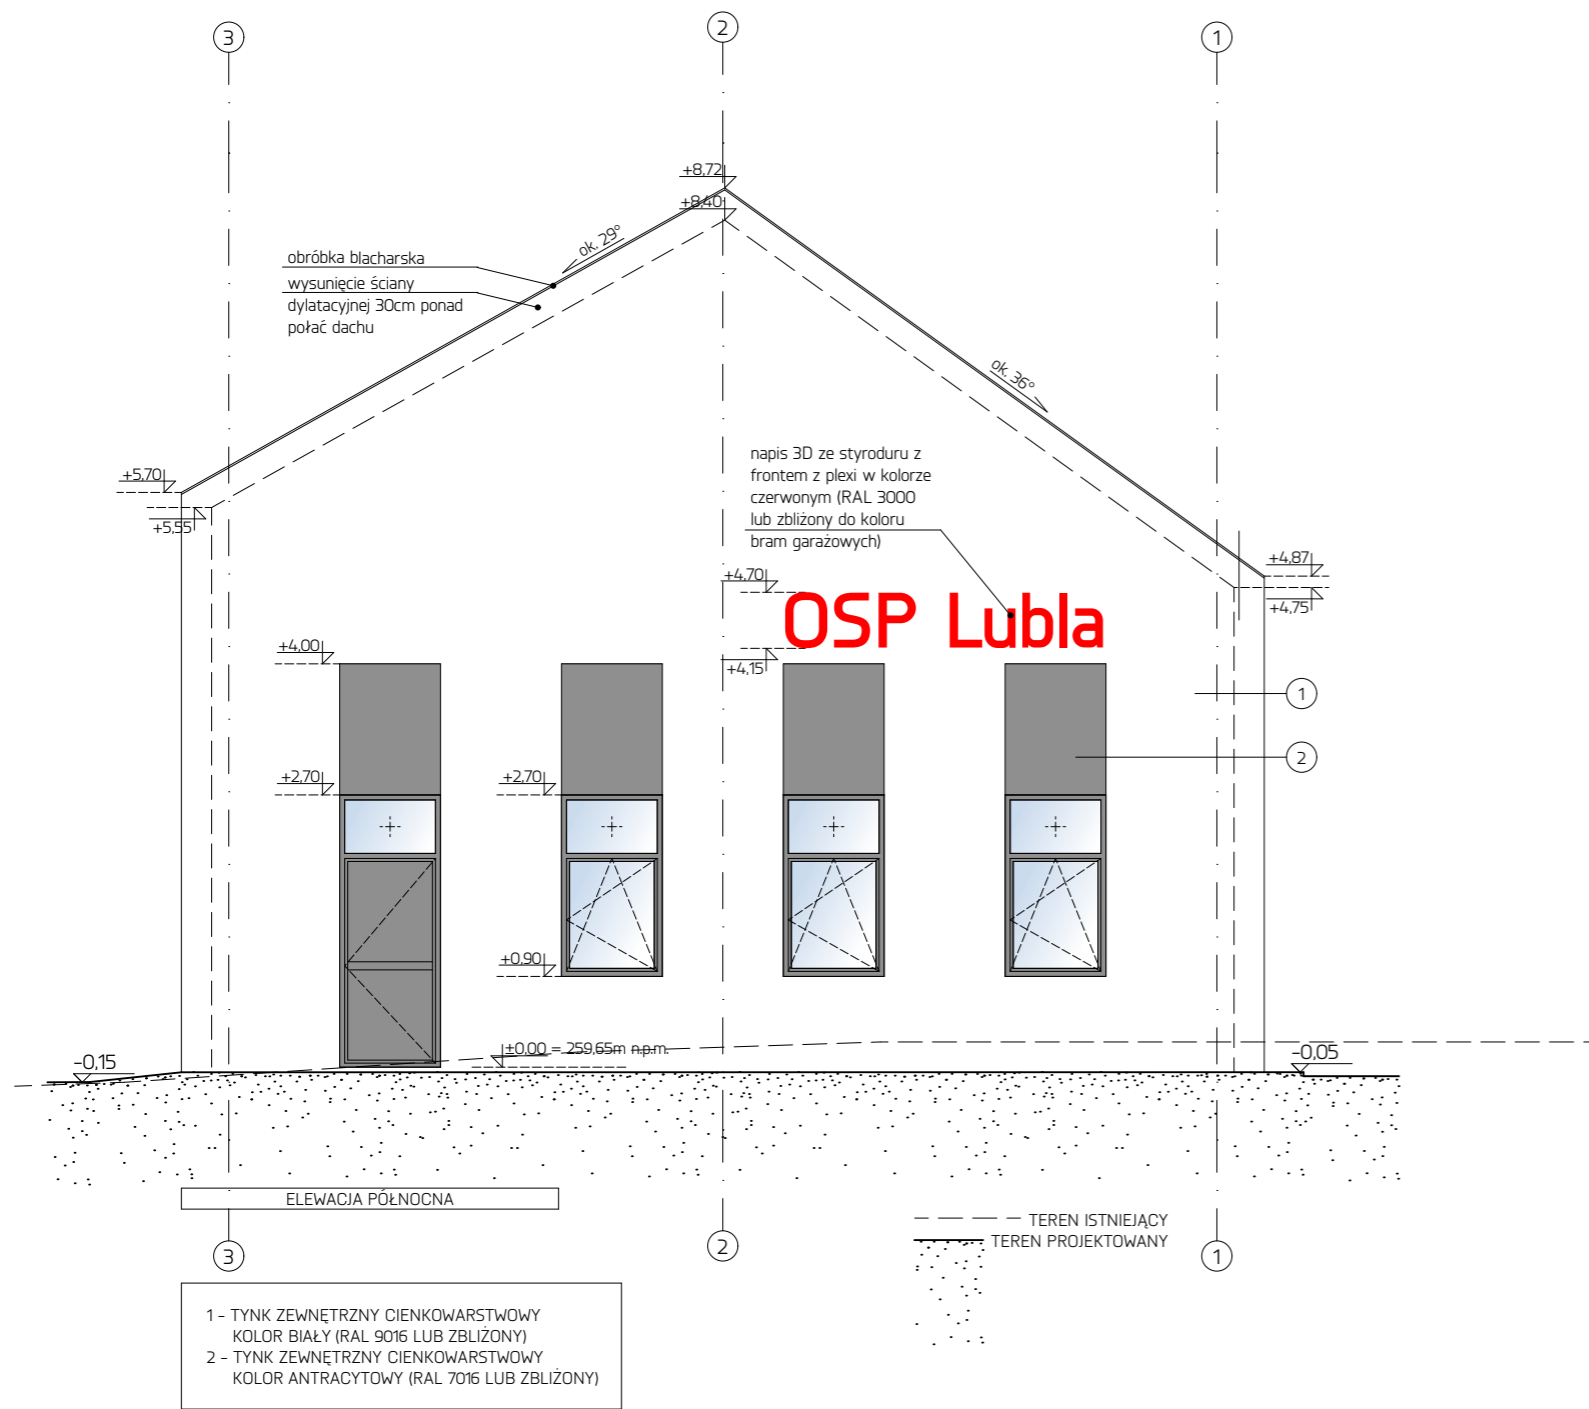 3
2
1
+8,72
+8,40
ok. 29°
obróbka blacharska
wysunięcie ściany
dylatacyjnej 30cm ponad
połać dachu
ok. 36°
napis 3D ze styroduru z
frontem z plexi w kolorze
czerwonym (RAL 3000
lub zbliżony do koloru
bram garażowych)
+5,70
+5,55
+4,87
+4,75
+4,70
OSP Lubla
+4,15
+4,00
1
2
+2,70
+2,70
+0,90
±0,00 = 259,65m n.p.m.
-0,15
-0,05
ELEWACJA PÓŁNOCNA
TEREN ISTNIEJĄCY
TEREN PROJEKTOWANY
3
2
1
1 - TYNK ZEWNĘTRZNY CIENKOWARSTWOWY
KOLOR BIAŁY (RAL 9016 LUB ZBLIŻONY)
2 - TYNK ZEWNĘTRZNY CIENKOWARSTWOWY
KOLOR ANTRACYTOWY (RAL 7016 LUB ZBLIŻONY)